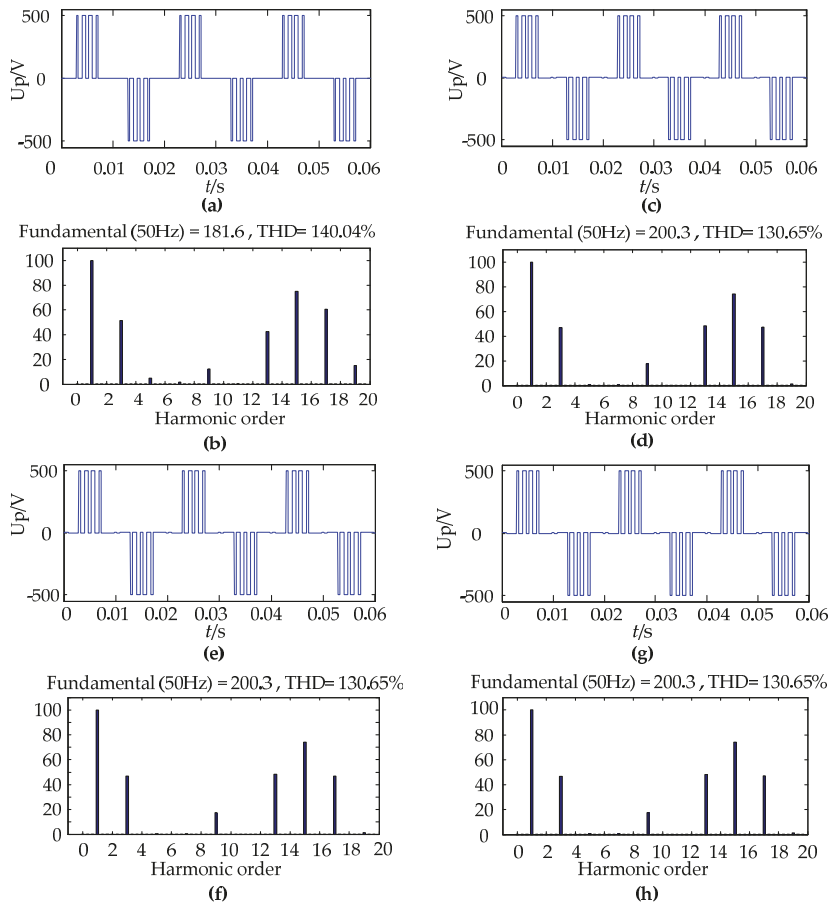 500
0
-500
Up/V
0 0.01 0.02 0.03 0.04 0.05 0.06
t/s
(a)
500
0
-500
Up/V
0 0.01 0.02 0.03 0.04 0.05 0.06
t/s
(c)
Fundamental (50Hz) = 181.6 , THD= 140.04%
100
80
60
40
20
0
0 2 4 6 8 10 12 14 16 18 20
Harmonic order
(b)
Fundamental (50Hz) = 200.3 , THD= 130.65%
100
80
60
40
20
0
0 2 4 6 8 10 12 14 16 18 20
Harmonic order
(d)
500
0
-500
Up/V
0 0.01 0.02 0.03 0.04 0.05 0.06
t/s
(e)
500
0
-500
Up/V
0 0.01 0.02 0.03 0.04 0.05 0.06
t/s
(g)
Fundamental (50Hz) = 200.3 , THD= 130.65%
100
80
60
40
20
0
0 2 4 6 8 10 12 14 16 18 20
Harmonic order
(f)
Fundamental (50Hz) = 200.3 , THD= 130.65%
100
80
60
40
20
0
0 2 4 6 8 10 12 14 16 18 20
Harmonic order
(h)